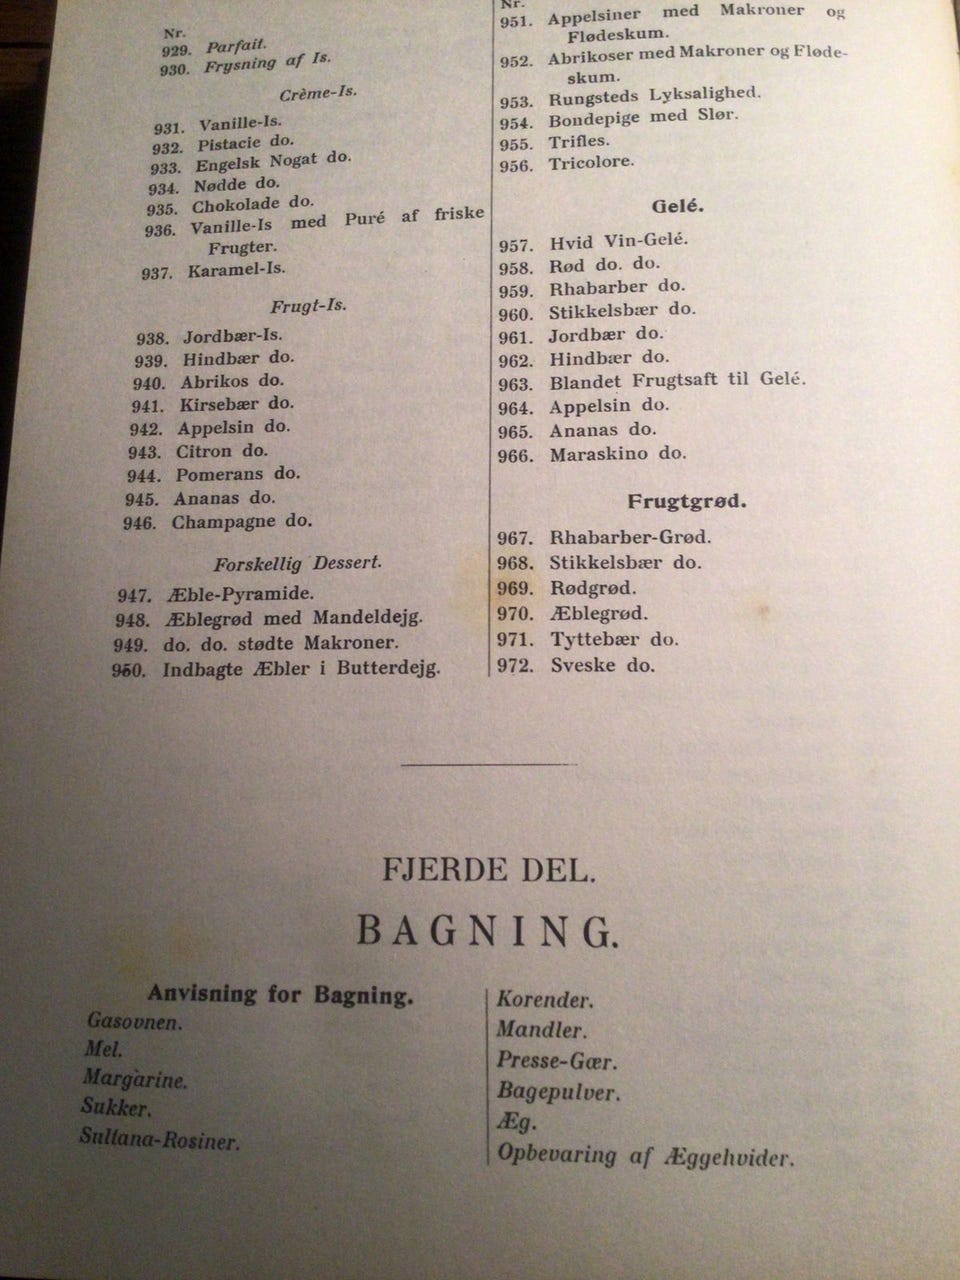 Nr.
929. Parfait.
930. Frysning af Is.
Crème-Is.
931. Vanille-Is.
932. Pistacie do.
933. Engelsk Nogat do.
934. Nødde do.
935. Chokolade do.
936. Vanille-Is med Puré af friske
Frugter.
937. Karamel-Is.
Frugt-Is.
938. Jordbær-Is.
939. Hindbær do.
940. Abrikos do.
941. Kirsebær do.
942. Appelsin do.
943. Citron do.
944. Pomerans do.
945. Ananas do.
946. Champagne do.
Forskellig Dessert.
947. Æble-Pyramide.
948. Æblegrød med Mandeldejg.
949. do. do. stødte Makroner.
950. Indbagte Æbler i Butterdejg.
Nr.
951. Appelsiner med Makroner og
Flødeskum.
952. Abrikoser med Makroner og Fløde-
skum.
953. Rungsteds Lyksalighed.
954. Bondepige med Slør.
955. Trifles.
956. Tricolore.
Gelé.
957. Hvid Vin-Gelé.
958. Rød do. do.
959. Rhabarber do.
960. Stikkelsbær do.
961. Jordbær do.
962. Hindbær do.
963. Blandet Frugtsaft til Gelé.
964. Appelsin do.
965. Ananas do.
966. Maraskino do.
Frugtgrød.
967. Rhabarber-Grød.
968. Stikkelsbær do.
969. Rødgrød.
970. Æblegrød.
971. Tyttebær do.
972. Sveske do.
FJERDE DEL.
BAGNING.
Anvisning for Bagning.
Gasovnen.
Mel.
Margarine.
Sukker.
Sultana-Rosiner.
Korender.
Mandler.
Presse-Gær.
Bagepulver.
Æg.
Opbevaring af Æggehvider.